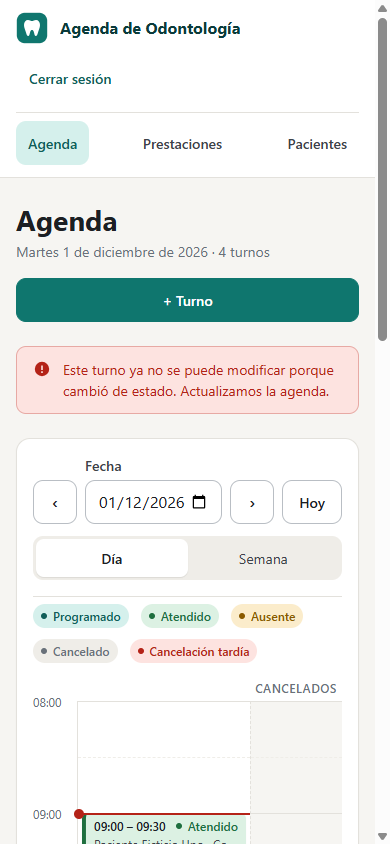 Agenda de Odontología
Cerrar sesión
Agenda Prestaciones Pacientes
Agenda
Martes 1 de diciembre de 2026 · 4 turnos
+ Turno
Este turno ya no se puede modificar porque
cambió de estado. Actualizamos la agenda.
Fecha
‹ 01/12/2026 › Hoy
Día Semana
Programado Atendido Ausente
Cancelado Cancelación tardía
CANCELADOS
08:00
09:00
09:00 – 09:30 Atendido